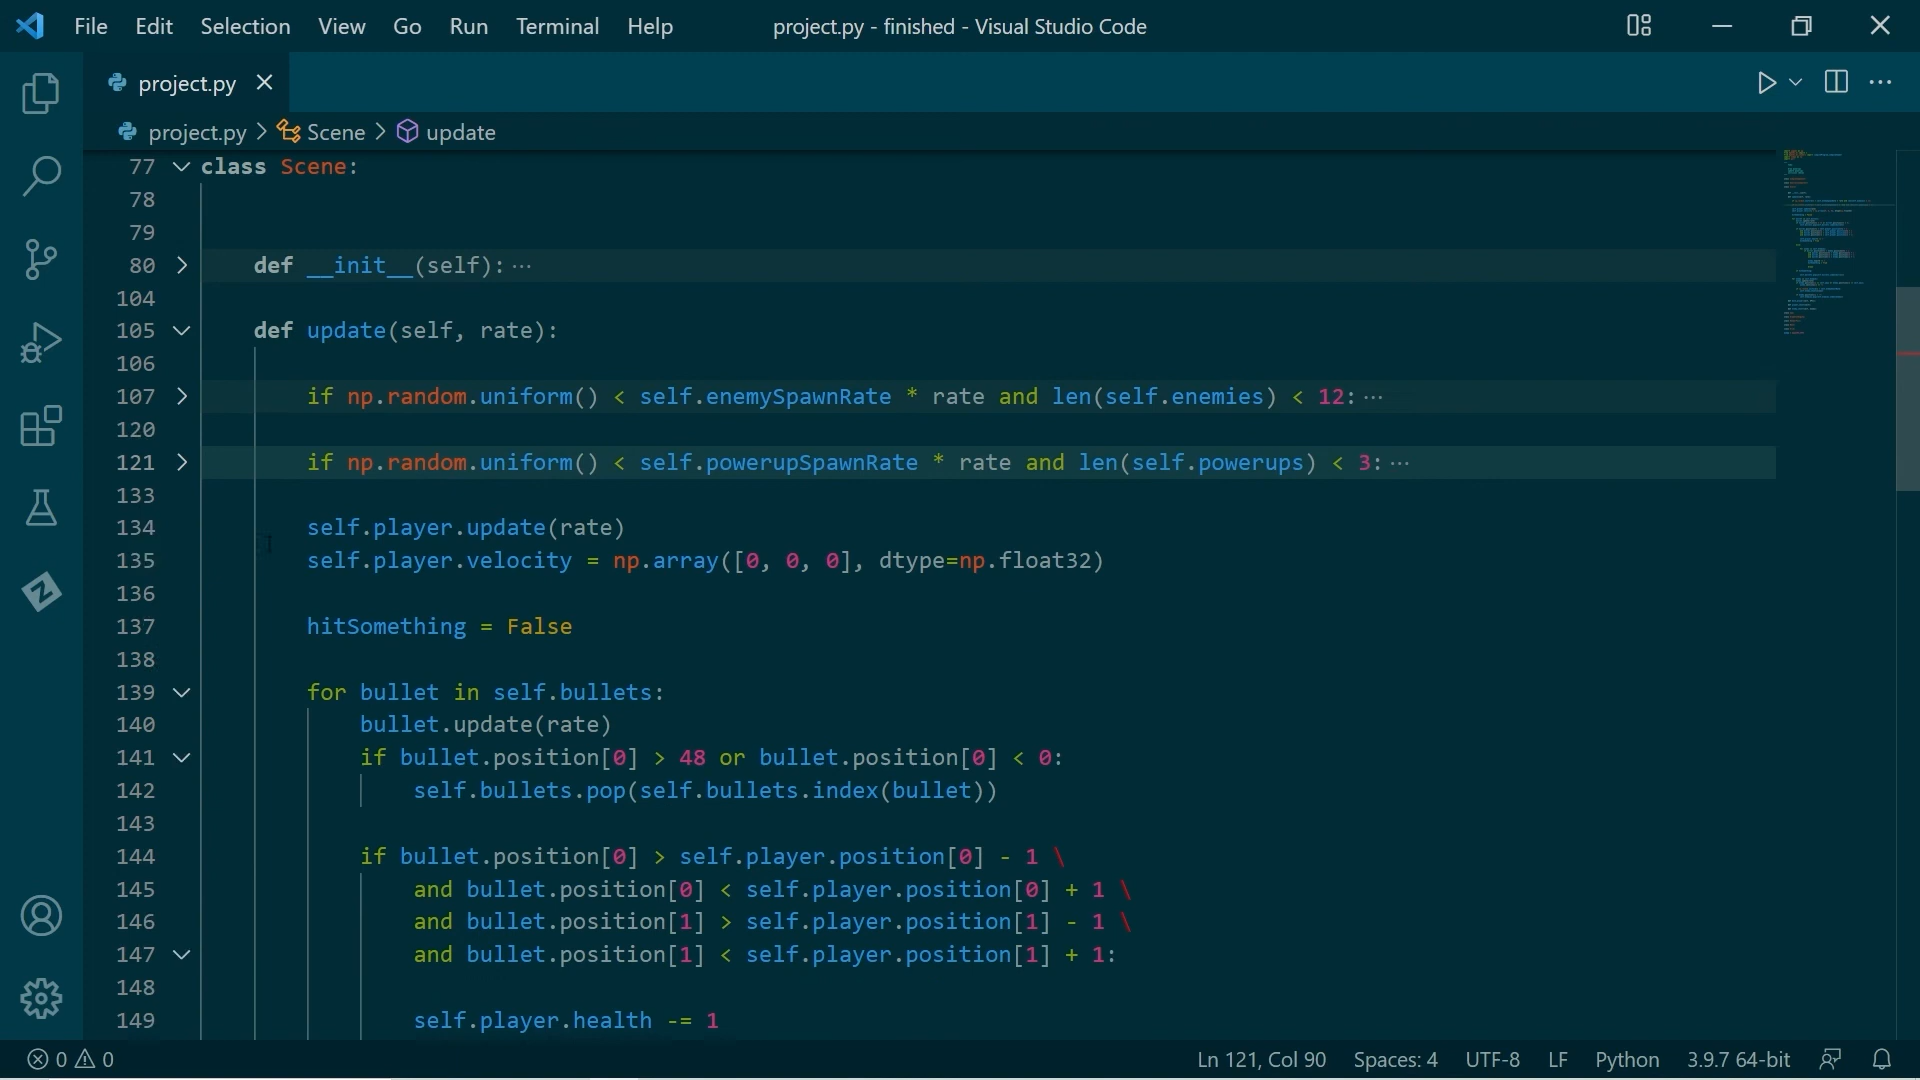 File Edit Selection View Go Run Terminal Help project.py - finished - Visual Studio Code
project.py
project.py > Scene > update
77 class Scene:
78
79
80 def __init__(self):···
104
105 def update(self, rate):
106
107 if np.random.uniform() < self.enemySpawnRate * rate and len(self.enemies) < 12:···
120
121 if np.random.uniform() < self.powerupSpawnRate * rate and len(self.powerups) < 3:···
133
134 self.player.update(rate)
135 self.player.velocity = np.array([0, 0, 0], dtype=np.float32)
136
137 hitSomething = False
138
139 for bullet in self.bullets:
140 bullet.update(rate)
141 if bullet.position[0] > 48 or bullet.position[0] < 0:
142 self.bullets.pop(self.bullets.index(bullet))
143
144 if bullet.position[0] > self.player.position[0] - 1 \
145 and bullet.position[0] < self.player.position[0] + 1 \
146 and bullet.position[1] > self.player.position[1] - 1 \
147 and bullet.position[1] < self.player.position[1] + 1:
148
149 self.player.health -= 1
0 0 Ln 121, Col 90 Spaces: 4 UTF-8 LF Python 3.9.7 64-bit